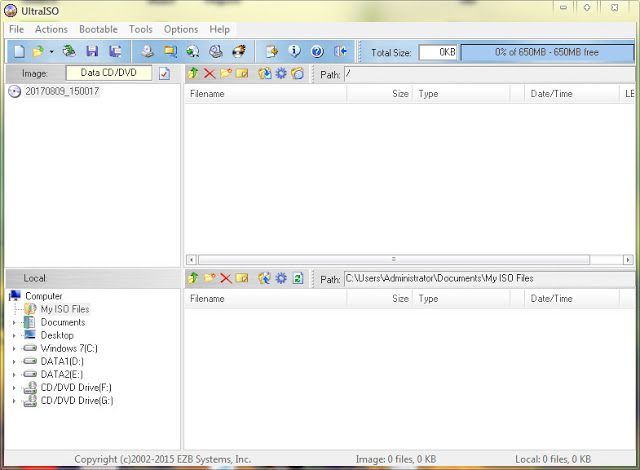 UltraISO
File Actions Bootable Tools Options Help
Total Size: 0KB 0% of 650MB - 650MB free
Image: Data CD/DVD Path: /
20170809_150017
Filename Size Type Date/Time LE
Local: Path: C:\Users\Administrator\Documents\My ISO Files
Filename Size Type Date/Time
Computer
My ISO Files
Documents
Desktop
Windows 7(C:)
DATA1(D:)
DATA2(E:)
CD/DVD Drive(F:)
CD/DVD Drive(G:)
Copyright (c)2002-2015 EZB Systems, Inc. Image: 0 files, 0 KB Local: 0 files, 0 KB